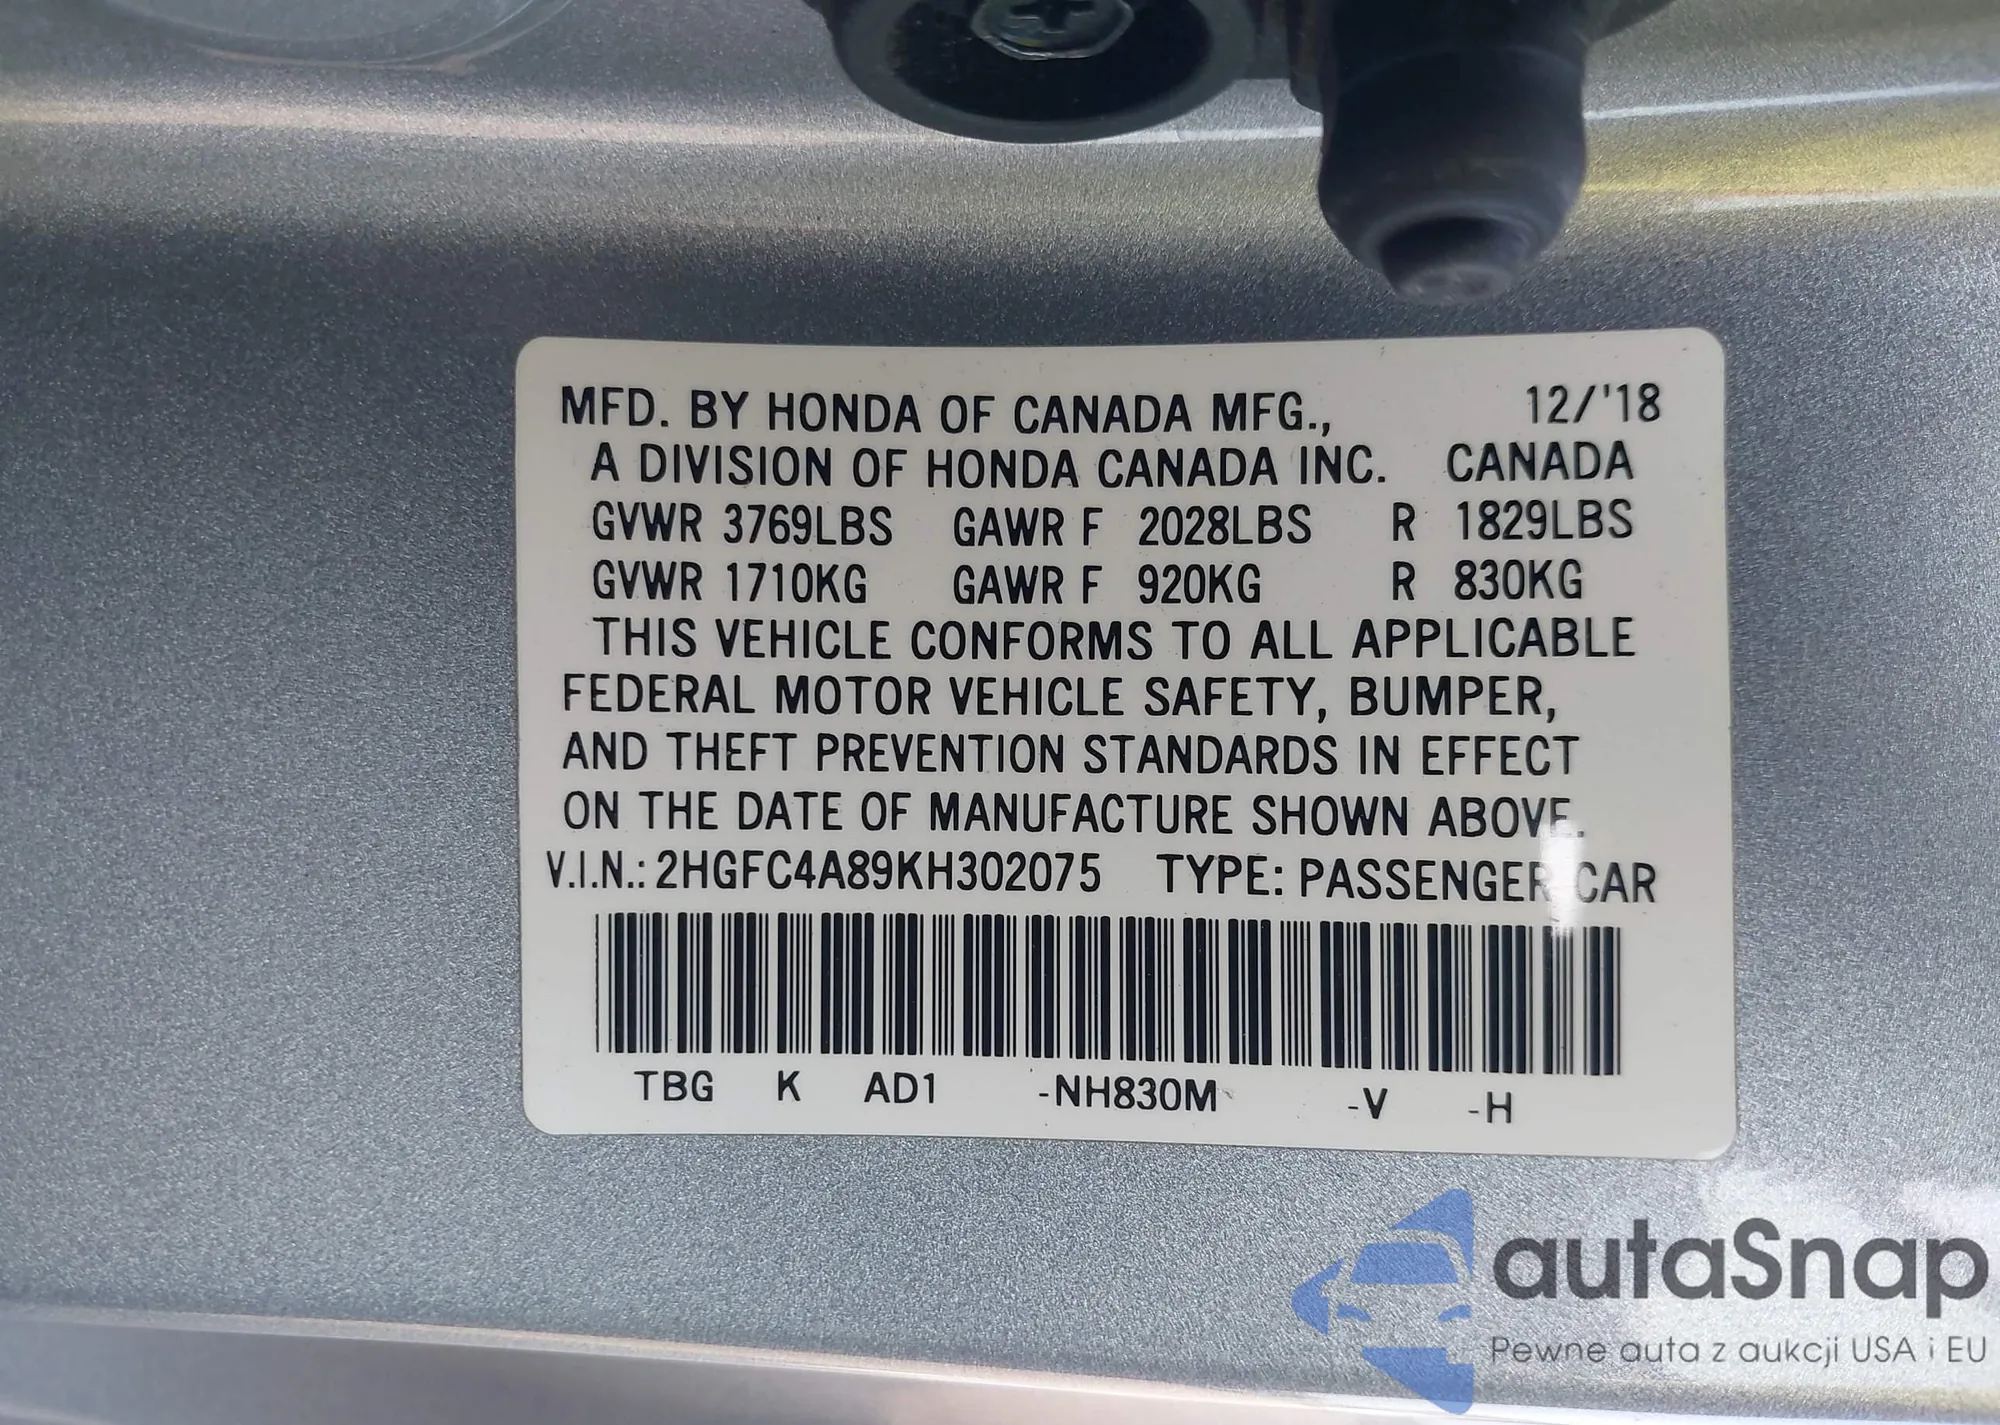 MFD. BY HONDA OF CANADA MFG., 12/'18
A DIVISION OF HONDA CANADA INC. CANADA
GVWR 3769LBS GAWR F 2028LBS R 1829LBS
GVWR 1710KG GAWR F 920KG R 830KG
THIS VEHICLE CONFORMS TO ALL APPLICABLE
FEDERAL MOTOR VEHICLE SAFETY, BUMPER,
AND THEFT PREVENTION STANDARDS IN EFFECT
ON THE DATE OF MANUFACTURE SHOWN ABOVE.
V.I.N.: 2HGFC4A89KH302075 TYPE: PASSENGER CAR
TBG K AD1 -NH830M -V -H
autaSnap
Pewne auta z aukcji USA i EU